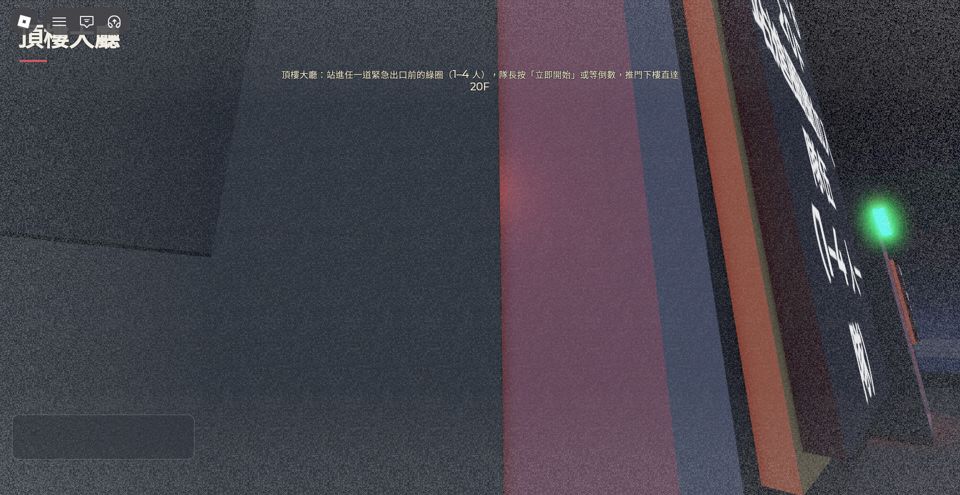 頂樓大廳
頂樓大廳：站進任一道緊急出口前的綠圈（1–4 人），隊長按「立即開始」或等倒數，推門下樓直達
20F